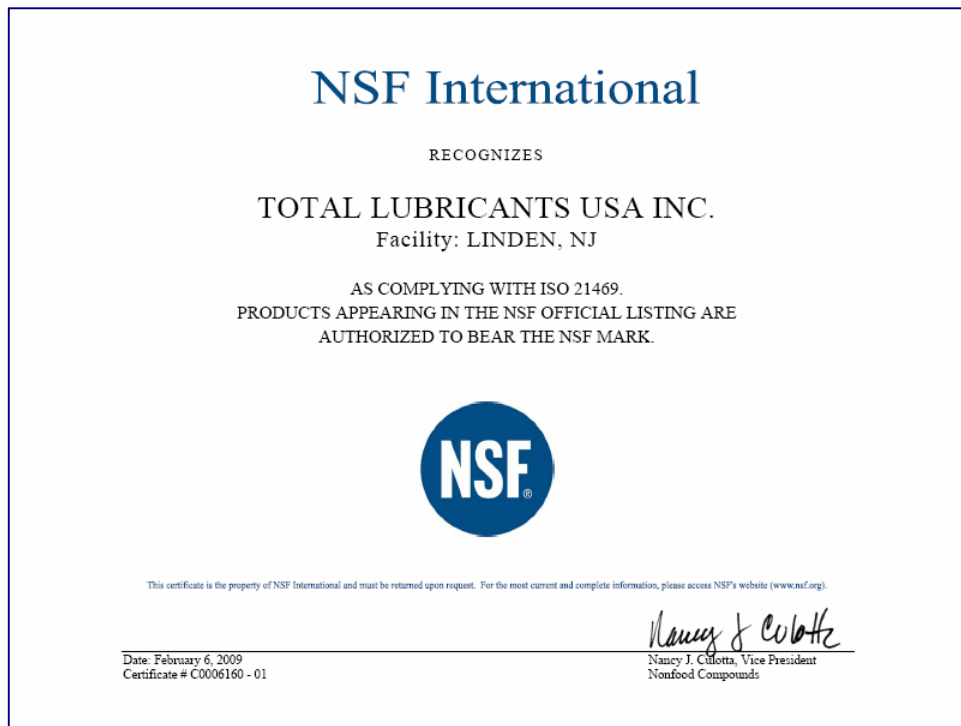 NSF International
RECOGNIZES
TOTAL LUBRICANTS USA INC.
Facility: LINDEN, NJ
AS COMPLYING WITH ISO 21469.
PRODUCTS APPEARING IN THE NSF OFFICIAL LISTING ARE
AUTHORIZED TO BEAR THE NSF MARK.
NSF®
This certificate is the property of NSF International and must be returned upon request. For the most current and complete information, please access NSF's website (www.nsf.org).
Nancy J Culotta
Date: February 6, 2009
Certificate # C0006160 - 01
Nancy J. Culotta, Vice President
Nonfood Compounds